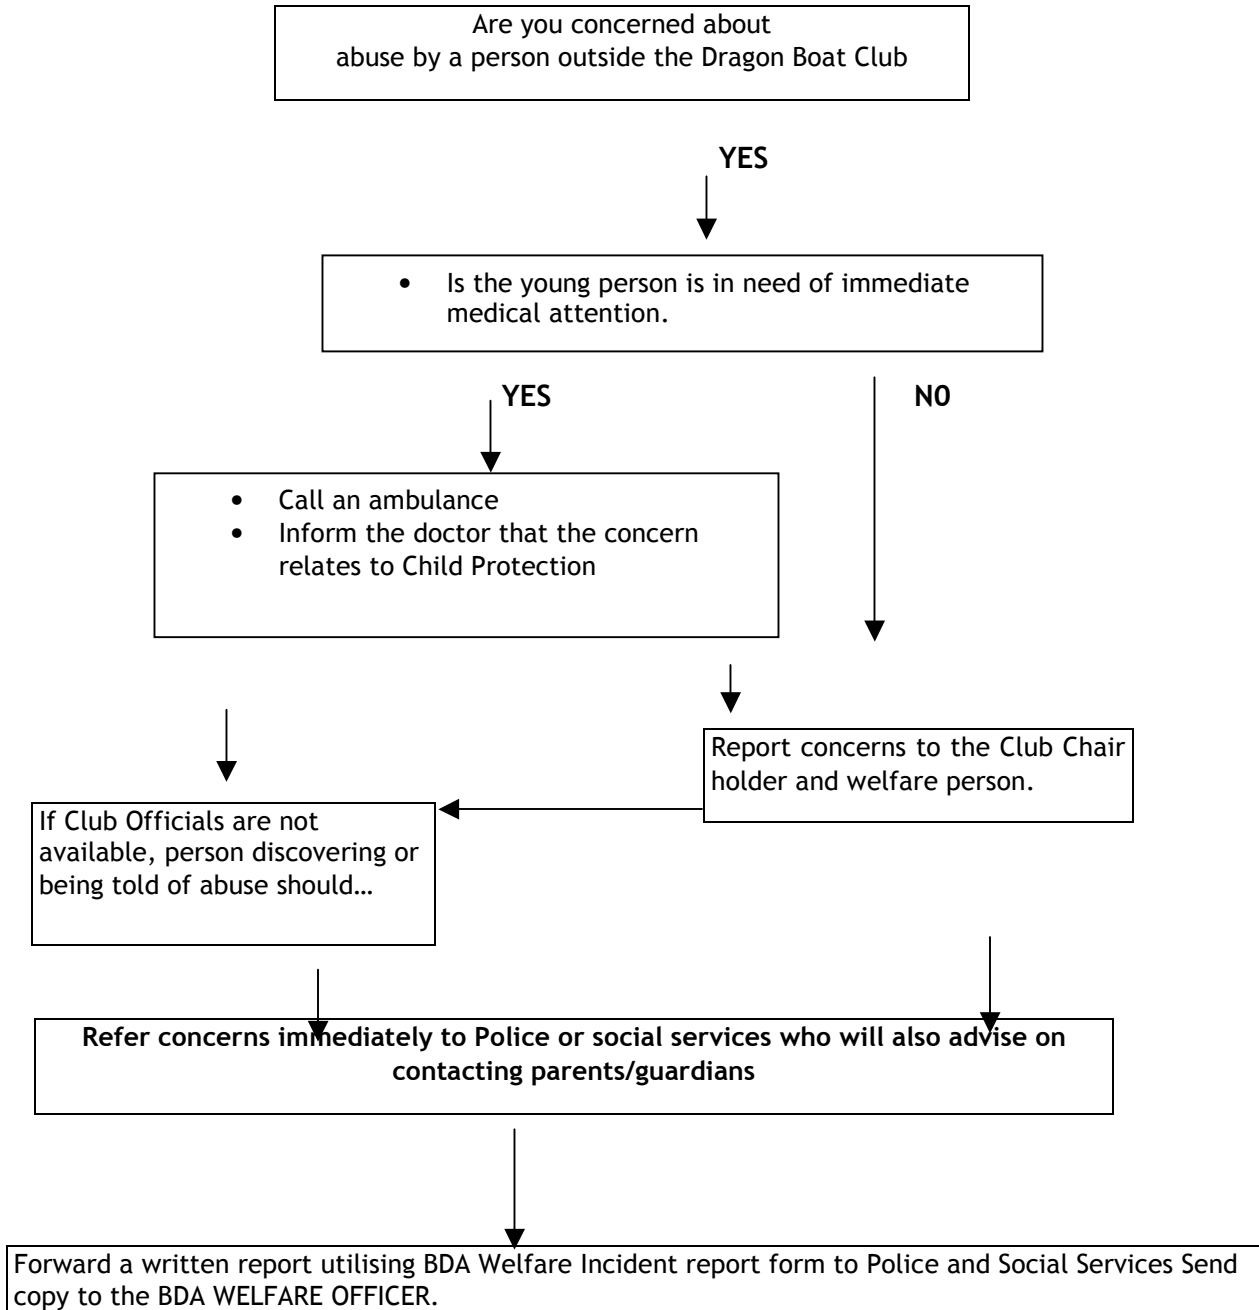 Are you concerned about
abuse by a person outside the Dragon Boat Club
YES
• Is the young person is in need of immediate
medical attention.
YES
N0
• Call an ambulance
• Inform the doctor that the concern
relates to Child Protection
Report concerns to the Club Chair
holder and welfare person.
If Club Officials are not
available, person discovering or
being told of abuse should…
Refer concerns immediately to Police or social services who will also advise on
contacting parents/guardians
Forward a written report utilising BDA Welfare Incident report form to Police and Social Services Send
copy to the BDA WELFARE OFFICER.